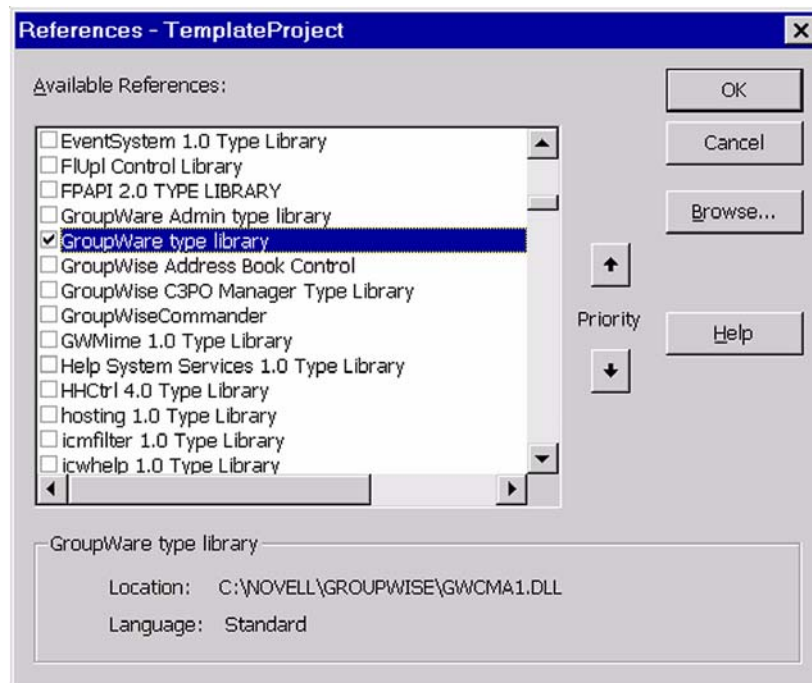 References - TemplateProject
Available References:
EventSystem 1.0 Type Library
FlUpl Control Library
FPAPI 2.0 TYPE LIBRARY
GroupWare Admin type library
GroupWare type library
GroupWise Address Book Control
GroupWise C3PO Manager Type Library
GroupWiseCommander
GWMime 1.0 Type Library
Help System Services 1.0 Type Library
HHCtrl 4.0 Type Library
hosting 1.0 Type Library
icmfilter 1.0 Type Library
icwhelp 1.0 Type Library
Priority
OK
Cancel
Browse...
Help
GroupWare type library
Location: C:\NOVELL\GROUPWISE\GWCMA1.DLL
Language: Standard